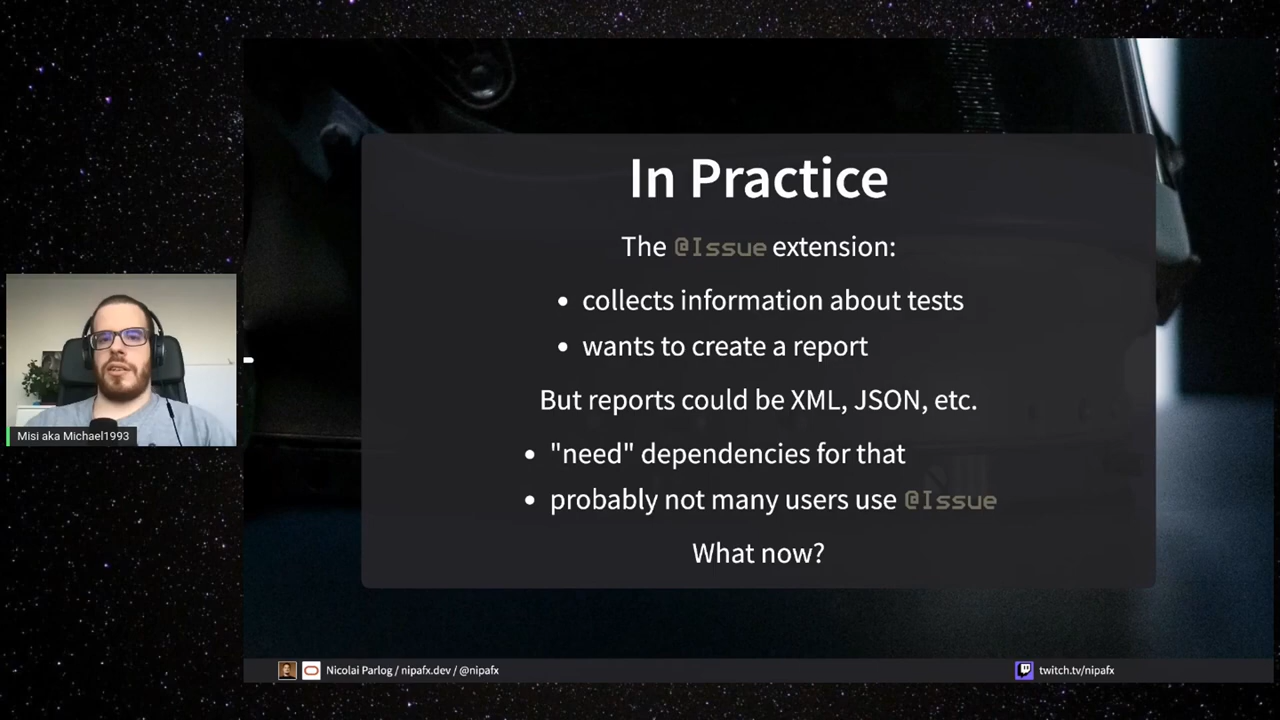 In Practice
The @Issue extension:
• collects information about tests
• wants to create a report
But reports could be XML, JSON, etc.
• "need" dependencies for that
• probably not many users use @Issue
What now?
Misi aka Michael1993
Nicolai Parlog / nipafx.dev / @nipafx
twitch.tv/nipafx